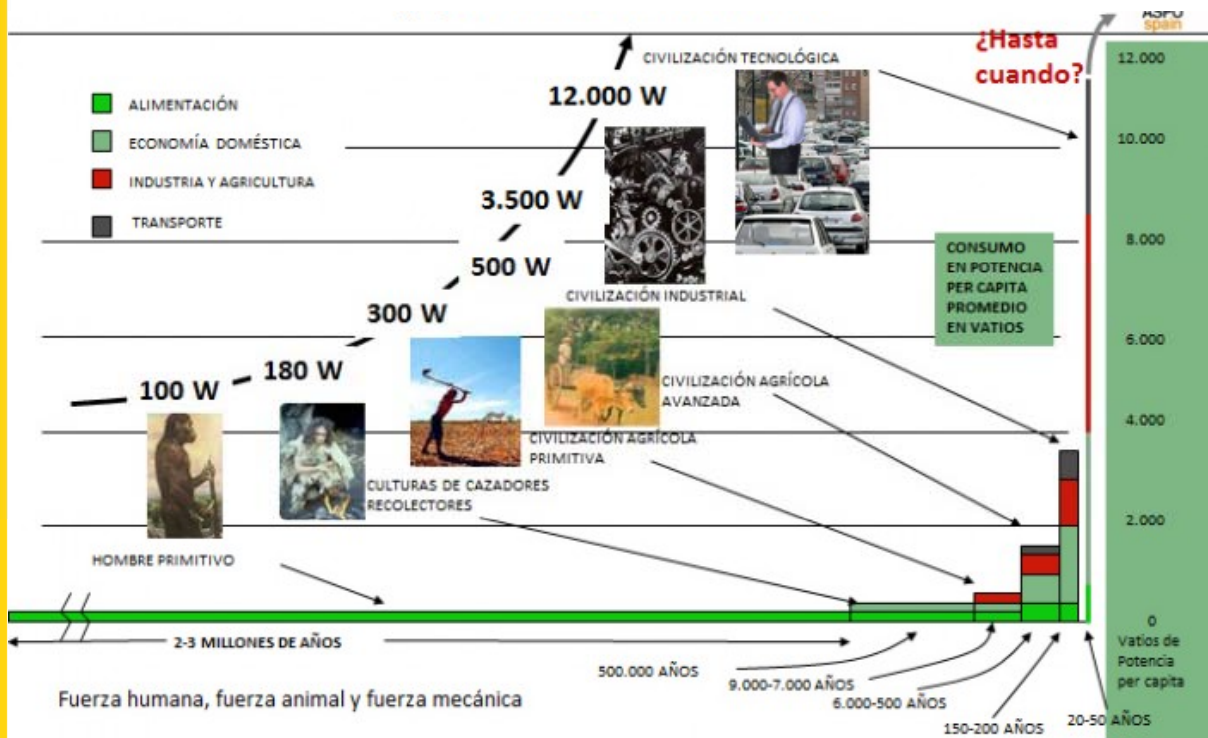 ASPO
spain
¿Hasta
cuando?
CIVILIZACIÓN TECNOLÓGICA
12.000
ALIMENTACIÓN
ECONOMÍA DOMÉSTICA
INDUSTRIA Y AGRICULTURA
TRANSPORTE
12.000 W
10.000
3.500 W
500 W
8.000
CONSUMO
EN POTENCIA
PER CAPITA
PROMEDIO
EN VATIOS
CIVILIZACIÓN INDUSTRIAL
300 W
6.000
180 W
100 W
CIVILIZACIÓN AGRÍCOLA
AVANZADA
4.000
CIVILIZACIÓN AGRÍCOLA
PRIMITIVA
CULTURAS DE CAZADORES
RECOLECTORES
2.000
HOMBRE PRIMITIVO
0
Vatios de
Potencia
per capita
2-3 MILLONES DE AÑOS
500.000 AÑOS
9.000-7.000 AÑOS
6.000-500 AÑOS
150-200 AÑOS
20-50 AÑOS
Fuerza humana, fuerza animal y fuerza mecánica